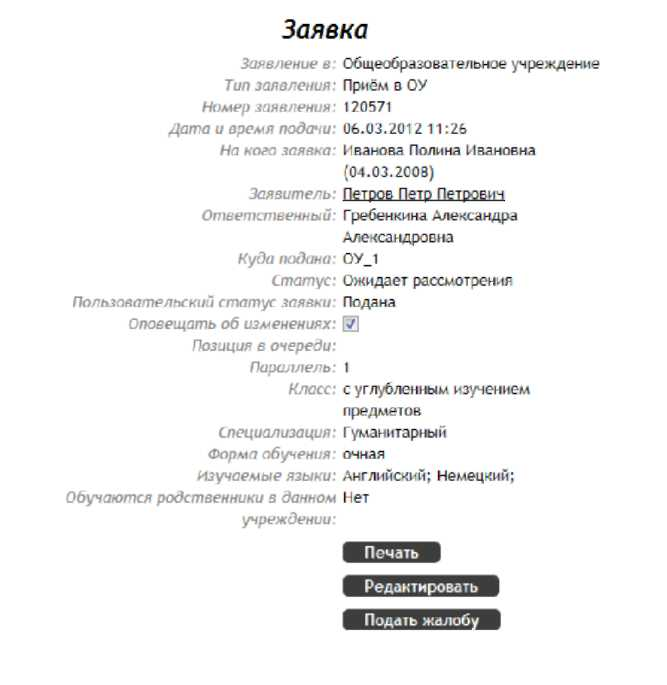 Заявка
Заявление в: Общеобразовательное учреждение
Тип заявления: Приём в ОУ
Номер заявления: 120571
Дата и время подачи: 06.03.2012 11:26
На кого заявка: Иванова Полина Ивановна
(04.03.2008)
Заявитель: Петров Петр Петрович
Ответственный: Гребенкина Александра
Александровна
Куда подана: ОУ_1
Статус: Ожидает рассмотрения
Пользовательский статус заявки: Подана
Оповещать об изменениях:
Позиция в очереди:
Параллель: 1
Класс: с углубленным изучением
предметов
Специализация: Гуманитарный
Форма обучения: очная
Изучаемые языки: Английский; Немецкий;
Обучаются родственники в данном Нет
учреждении:
Печать
Редактировать
Подать жалобу